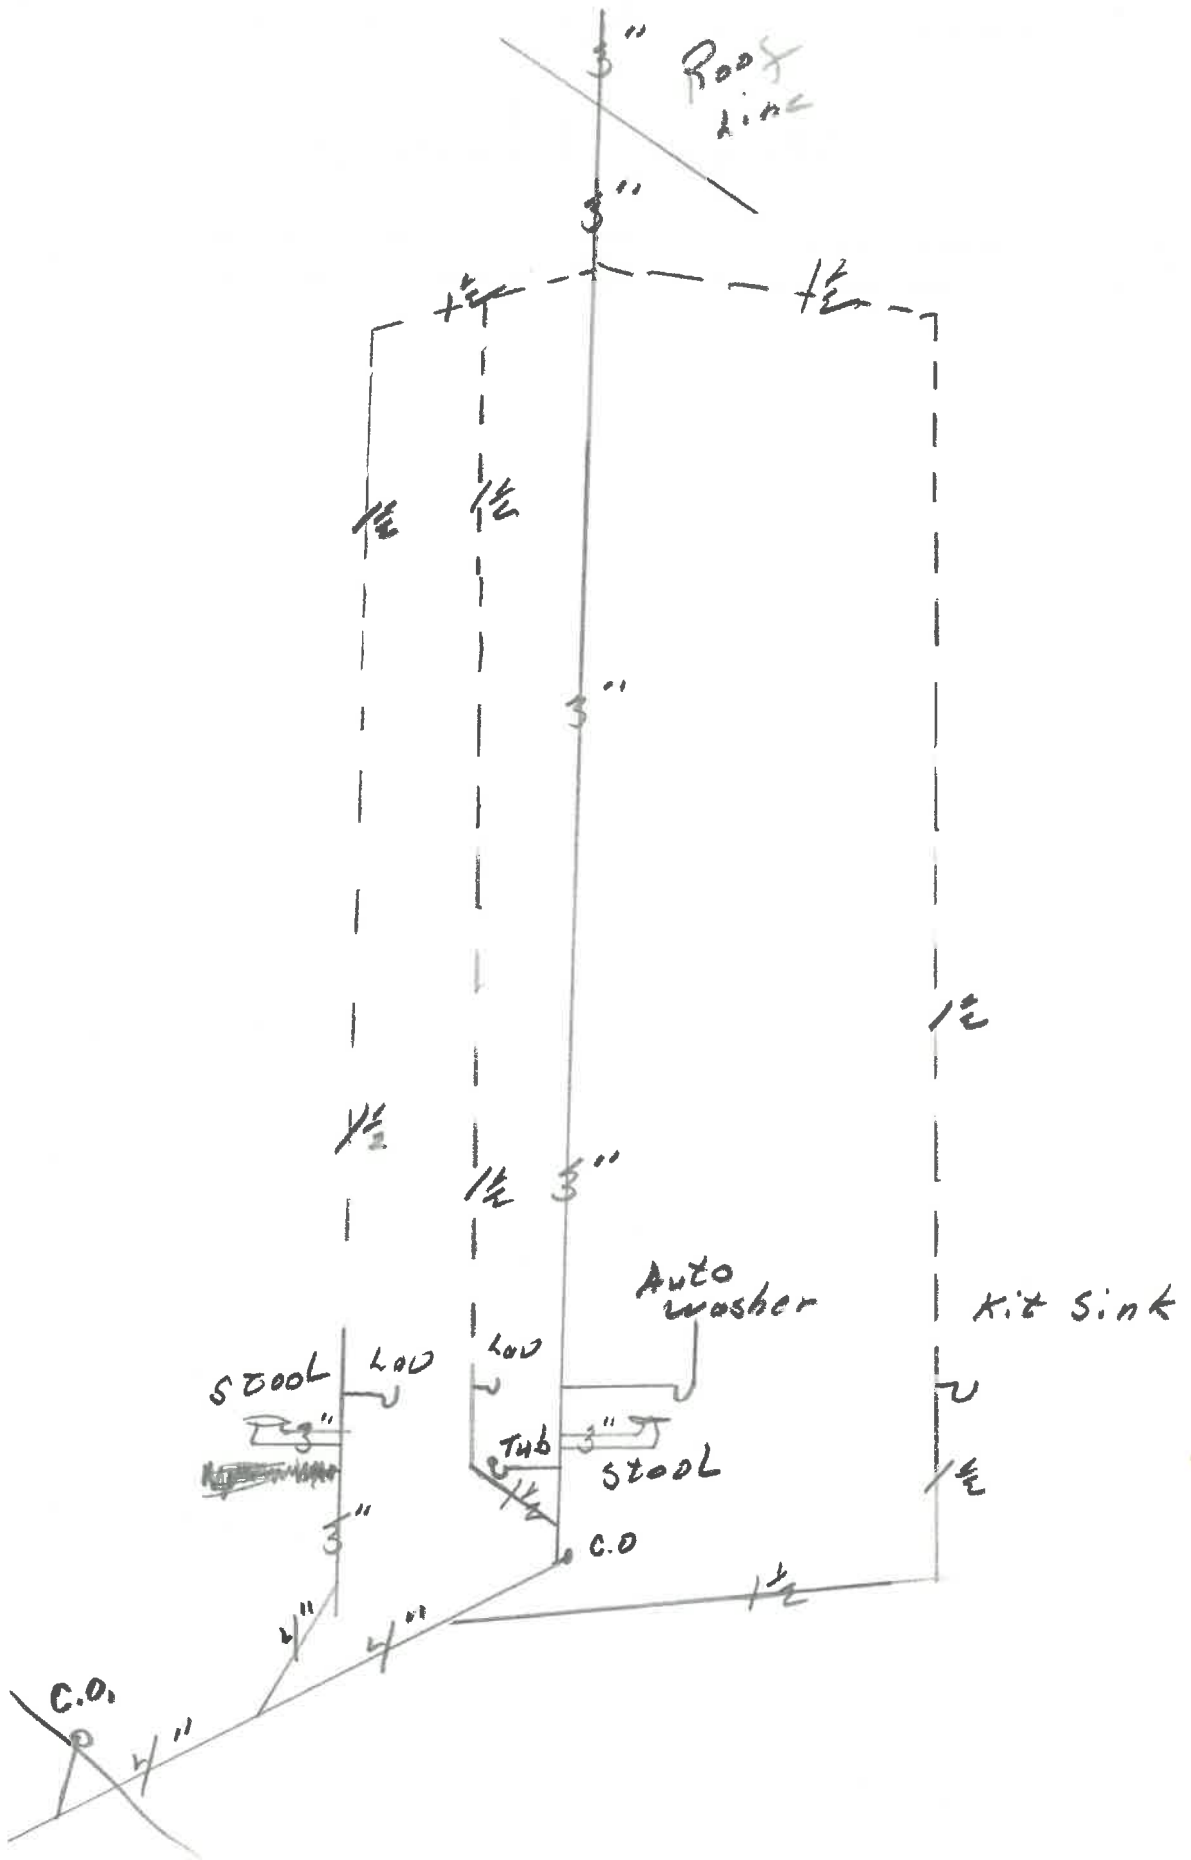 3"
Roof
Line
3"
1½
1½
1½
1½
3"
1½
1½
1½
3"
Auto
washer
Kit Sink
Stool
Lav
Lav
3"
Tub
3"
Stool
1½
1½
3"
C.O
1½
4"
4"
C.O.
4"